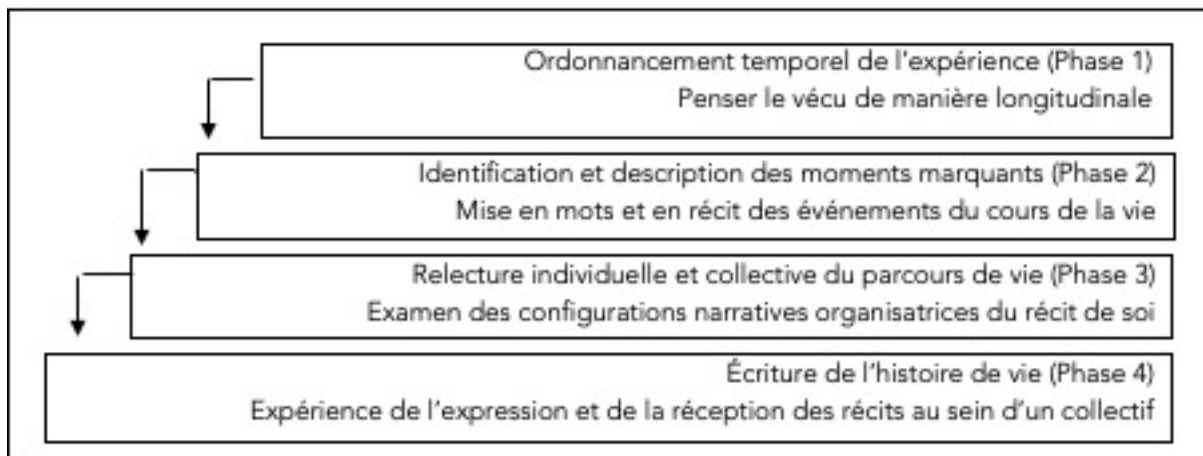 Ordonnancement temporel de l'expérience (Phase 1)
Penser le vécu de manière longitudinale
Identification et description des moments marquants (Phase 2)
Mise en mots et en récit des événements du cours de la vie
Relecture individuelle et collective du parcours de vie (Phase 3)
Examen des configurations narratives organisatrices du récit de soi
Écriture de l'histoire de vie (Phase 4)
Expérience de l'expression et de la réception des récits au sein d'un collectif